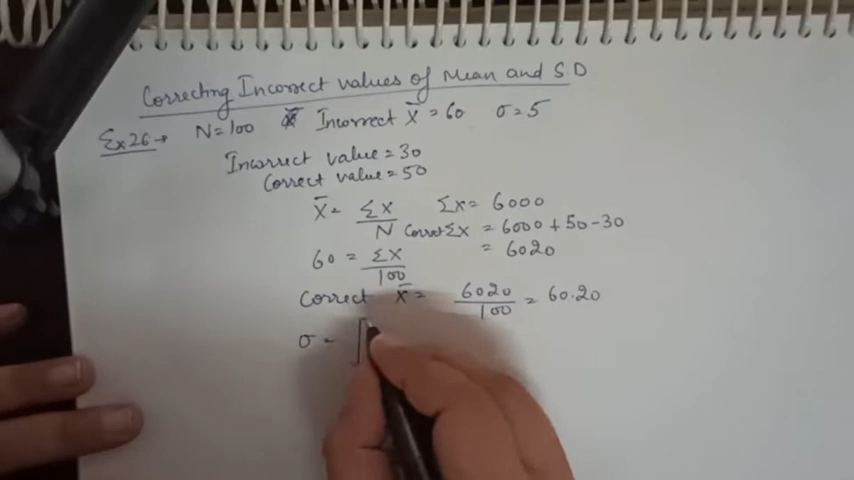 Correcting Incorrect values of Mean and S D
Ex 26→ N=100 Incorrect X̄ = 60 σ=5
Incorrect value = 30
Correct value = 50
X̄ = ΣX / N ΣX = 6000
Correct ΣX = 6000 + 50 - 30
60 = ΣX / 100 = 6020
Correct X̄ = 6020 / 100 = 60.20
σ = √